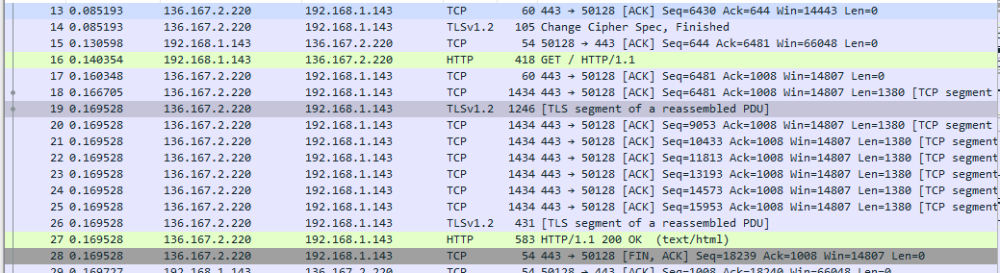 13 0.085193 136.167.2.220 192.168.1.143 TCP 60 443 → 50128 [ACK] Seq=6430 Ack=644 Win=14443 Len=0
14 0.085193 136.167.2.220 192.168.1.143 TLSv1.2 105 Change Cipher Spec, Finished
15 0.130598 192.168.1.143 136.167.2.220 TCP 54 50128 → 443 [ACK] Seq=644 Ack=6481 Win=66048 Len=0
16 0.140354 192.168.1.143 136.167.2.220 HTTP 418 GET / HTTP/1.1
17 0.160348 136.167.2.220 192.168.1.143 TCP 60 443 → 50128 [ACK] Seq=6481 Ack=1008 Win=14807 Len=0
18 0.166705 136.167.2.220 192.168.1.143 TCP 1434 443 → 50128 [ACK] Seq=6481 Ack=1008 Win=14807 Len=1380 [TCP segment
19 0.169528 136.167.2.220 192.168.1.143 TLSv1.2 1246 [TLS segment of a reassembled PDU]
20 0.169528 136.167.2.220 192.168.1.143 TCP 1434 443 → 50128 [ACK] Seq=9053 Ack=1008 Win=14807 Len=1380 [TCP segment
21 0.169528 136.167.2.220 192.168.1.143 TCP 1434 443 → 50128 [ACK] Seq=10433 Ack=1008 Win=14807 Len=1380 [TCP segment
22 0.169528 136.167.2.220 192.168.1.143 TCP 1434 443 → 50128 [ACK] Seq=11813 Ack=1008 Win=14807 Len=1380 [TCP segment
23 0.169528 136.167.2.220 192.168.1.143 TCP 1434 443 → 50128 [ACK] Seq=13193 Ack=1008 Win=14807 Len=1380 [TCP segment
24 0.169528 136.167.2.220 192.168.1.143 TCP 1434 443 → 50128 [ACK] Seq=14573 Ack=1008 Win=14807 Len=1380 [TCP segment
25 0.169528 136.167.2.220 192.168.1.143 TCP 1434 443 → 50128 [ACK] Seq=15953 Ack=1008 Win=14807 Len=1380 [TCP segment
26 0.169528 136.167.2.220 192.168.1.143 TLSv1.2 431 [TLS segment of a reassembled PDU]
27 0.169528 136.167.2.220 192.168.1.143 HTTP 583 HTTP/1.1 200 OK (text/html)
28 0.169528 136.167.2.220 192.168.1.143 TCP 54 443 → 50128 [FIN, ACK] Seq=18239 Ack=1008 Win=14807 Len=0
29 0.169727 192.168.1.143 136.167.2.220 TCP 54 50128 → 443 [ACK] Seq=1008 Ack=18240 Win=66048 Len=0